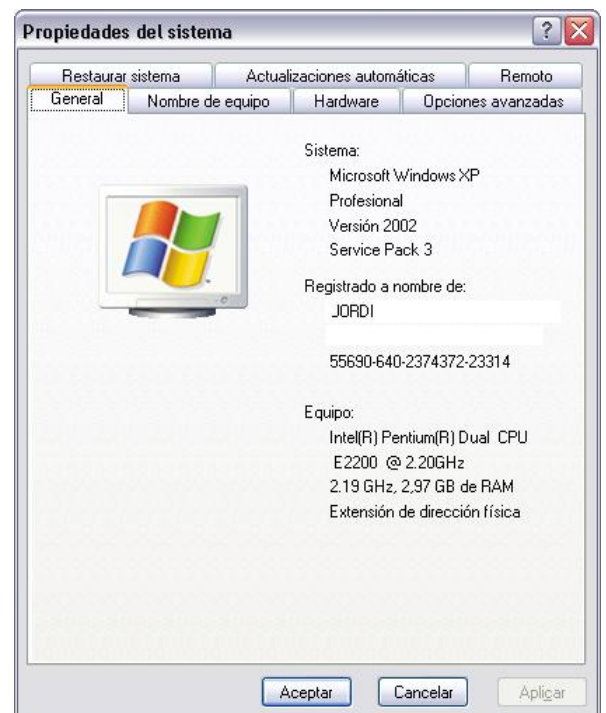 Propiedades del sistema
Restaurar sistema
Actualizaciones automáticas
Remoto
General
Nombre de equipo
Hardware
Opciones avanzadas
Sistema:
Microsoft Windows XP
Profesional
Versión 2002
Service Pack 3
Registrado a nombre de:
JORDI
55690-640-2374372-23314
Equipo:
Intel(R) Pentium(R) Dual CPU
E2200 @ 2.20GHz
2.19 GHz, 2,97 GB de RAM
Extensión de dirección física
Aceptar
Cancelar
Aplicar